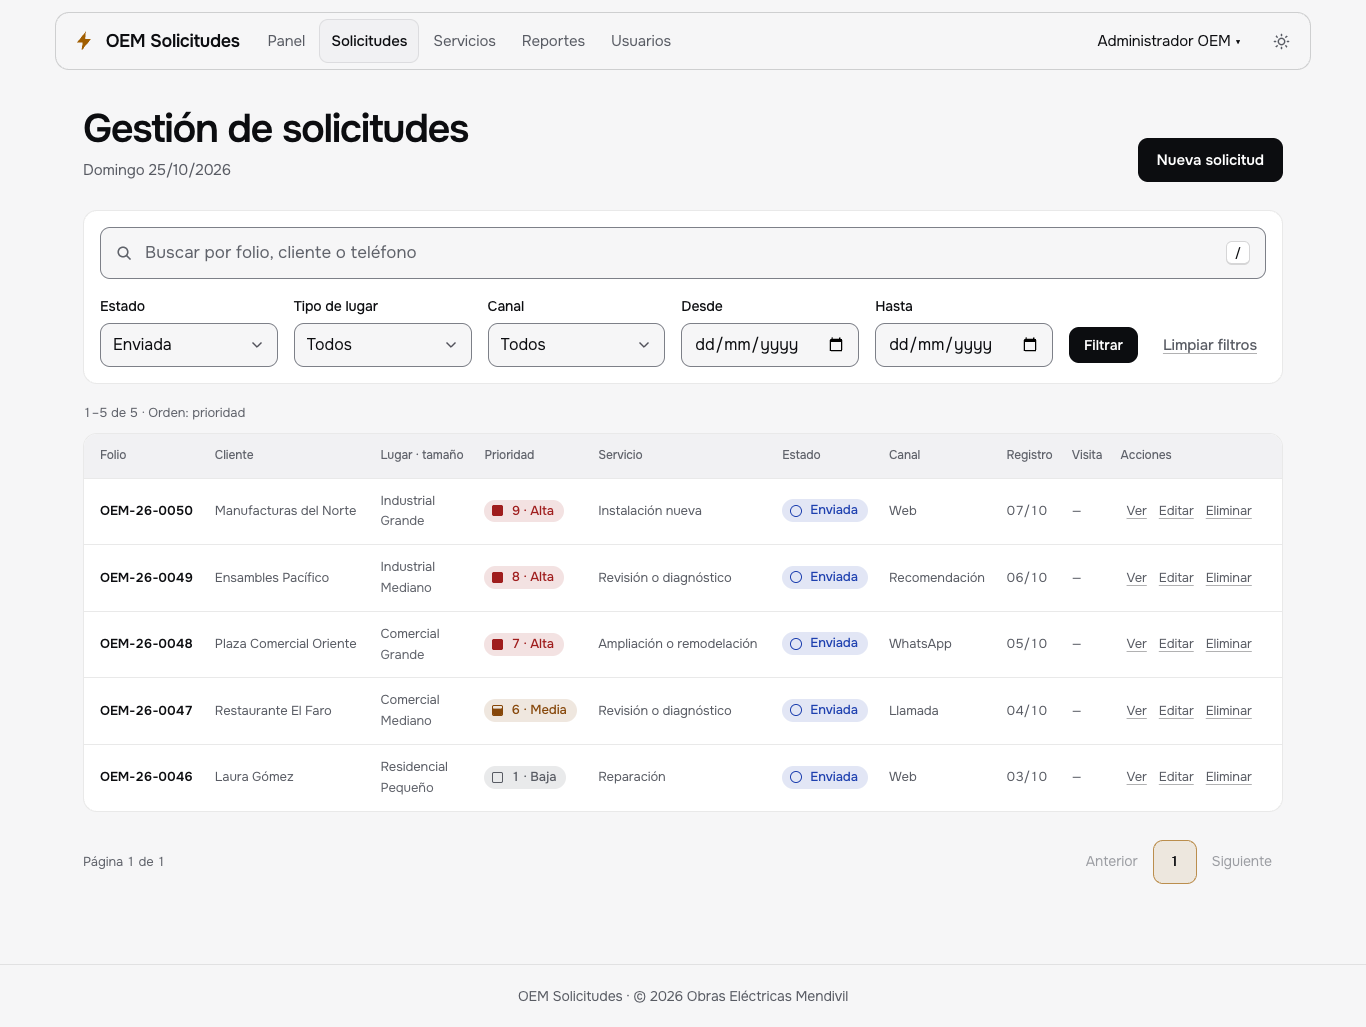 OEM Solicitudes Panel Solicitudes Servicios Reportes Usuarios Administrador OEM ▾
Gestión de solicitudes
Domingo 25/10/2026
Nueva solicitud
Buscar por folio, cliente o teléfono /
Estado Tipo de lugar Canal Desde Hasta
Enviada Todos Todos dd/mm/yyyy dd/mm/yyyy Filtrar Limpiar filtros
1–5 de 5 · Orden: prioridad
Folio Cliente Lugar · tamaño Prioridad Servicio Estado Canal Registro Visita Acciones
OEM-26-0050 Manufacturas del Norte Industrial Grande 9 · Alta Instalación nueva Enviada Web 07/10 — Ver Editar Eliminar
OEM-26-0049 Ensambles Pacífico Industrial Mediano 8 · Alta Revisión o diagnóstico Enviada Recomendación 06/10 — Ver Editar Eliminar
OEM-26-0048 Plaza Comercial Oriente Comercial Grande 7 · Alta Ampliación o remodelación Enviada WhatsApp 05/10 — Ver Editar Eliminar
OEM-26-0047 Restaurante El Faro Comercial Mediano 6 · Media Revisión o diagnóstico Enviada Llamada 04/10 — Ver Editar Eliminar
OEM-26-0046 Laura Gómez Residencial Pequeño 1 · Baja Reparación Enviada Web 03/10 — Ver Editar Eliminar
Página 1 de 1 Anterior 1 Siguiente
OEM Solicitudes · © 2026 Obras Eléctricas Mendivil